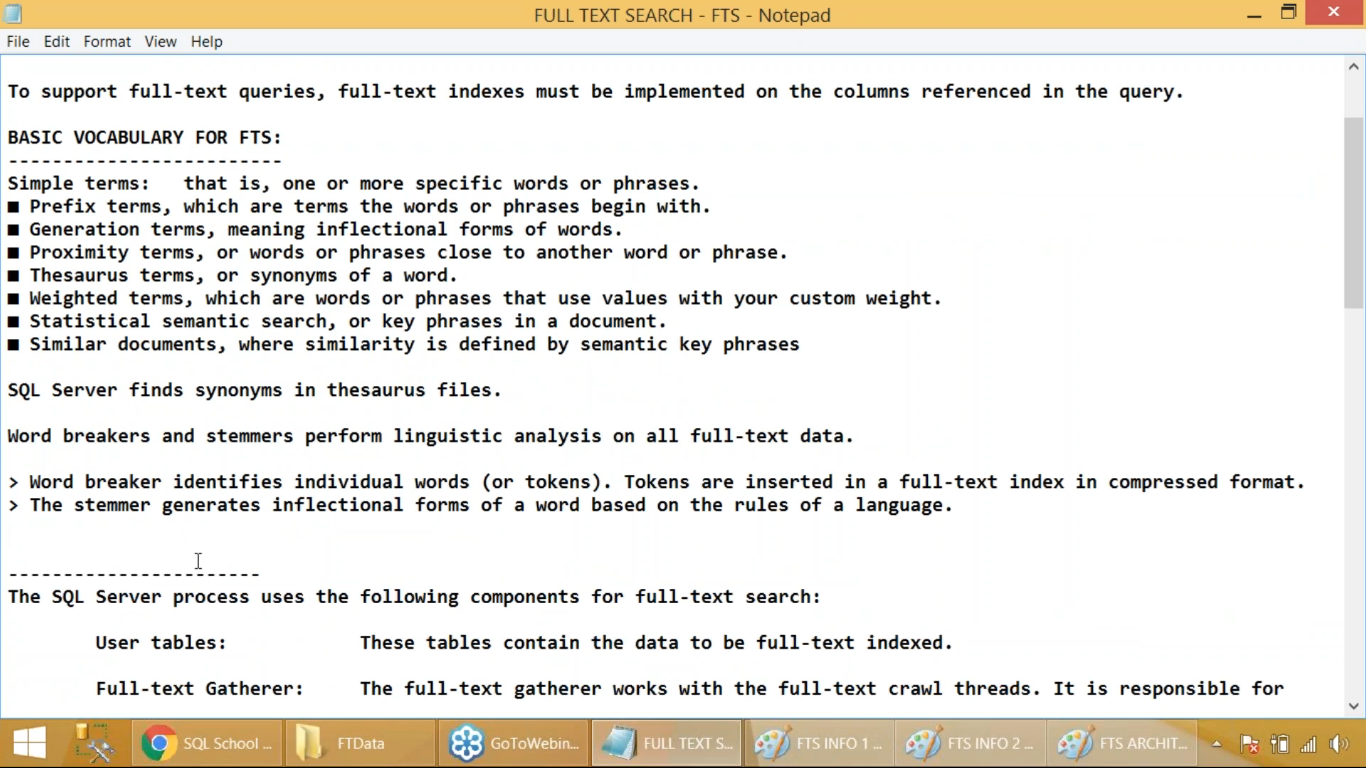 FULL TEXT SEARCH - FTS - Notepad
File Edit Format View Help
To support full-text queries, full-text indexes must be implemented on the columns referenced in the query.
BASIC VOCABULARY FOR FTS:
-------------------------
Simple terms: that is, one or more specific words or phrases.
■ Prefix terms, which are terms the words or phrases begin with.
■ Generation terms, meaning inflectional forms of words.
■ Proximity terms, or words or phrases close to another word or phrase.
■ Thesaurus terms, or synonyms of a word.
■ Weighted terms, which are words or phrases that use values with your custom weight.
■ Statistical semantic search, or key phrases in a document.
■ Similar documents, where similarity is defined by semantic key phrases
SQL Server finds synonyms in thesaurus files.
Word breakers and stemmers perform linguistic analysis on all full-text data.
> Word breaker identifies individual words (or tokens). Tokens are inserted in a full-text index in compressed format.
> The stemmer generates inflectional forms of a word based on the rules of a language.
-----------------------
The SQL Server process uses the following components for full-text search:
User tables: These tables contain the data to be full-text indexed.
Full-text Gatherer: The full-text gatherer works with the full-text crawl threads. It is responsible for
SQL School ... FTData GoToWebin... FULL TEXT S... FTS INFO 1 ... FTS INFO 2 ... FTS ARCHIT...